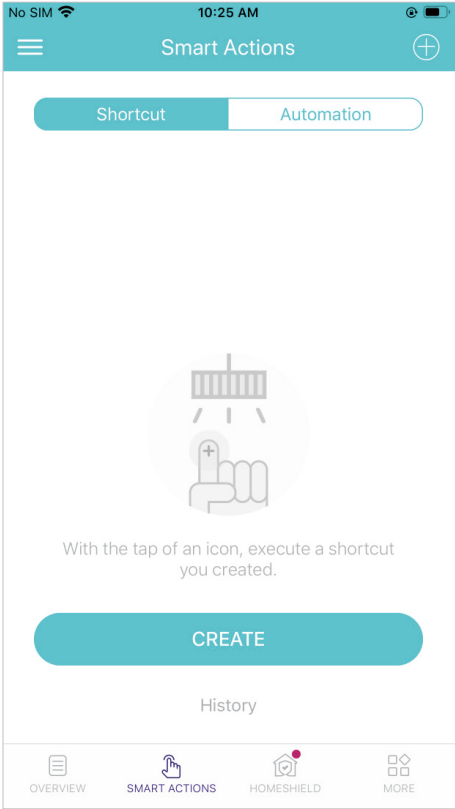 No SIM 10:25 AM
Smart Actions
Shortcut Automation
With the tap of an icon, execute a shortcut
you created.
CREATE
History
OVERVIEW SMART ACTIONS HOMESHIELD MORE